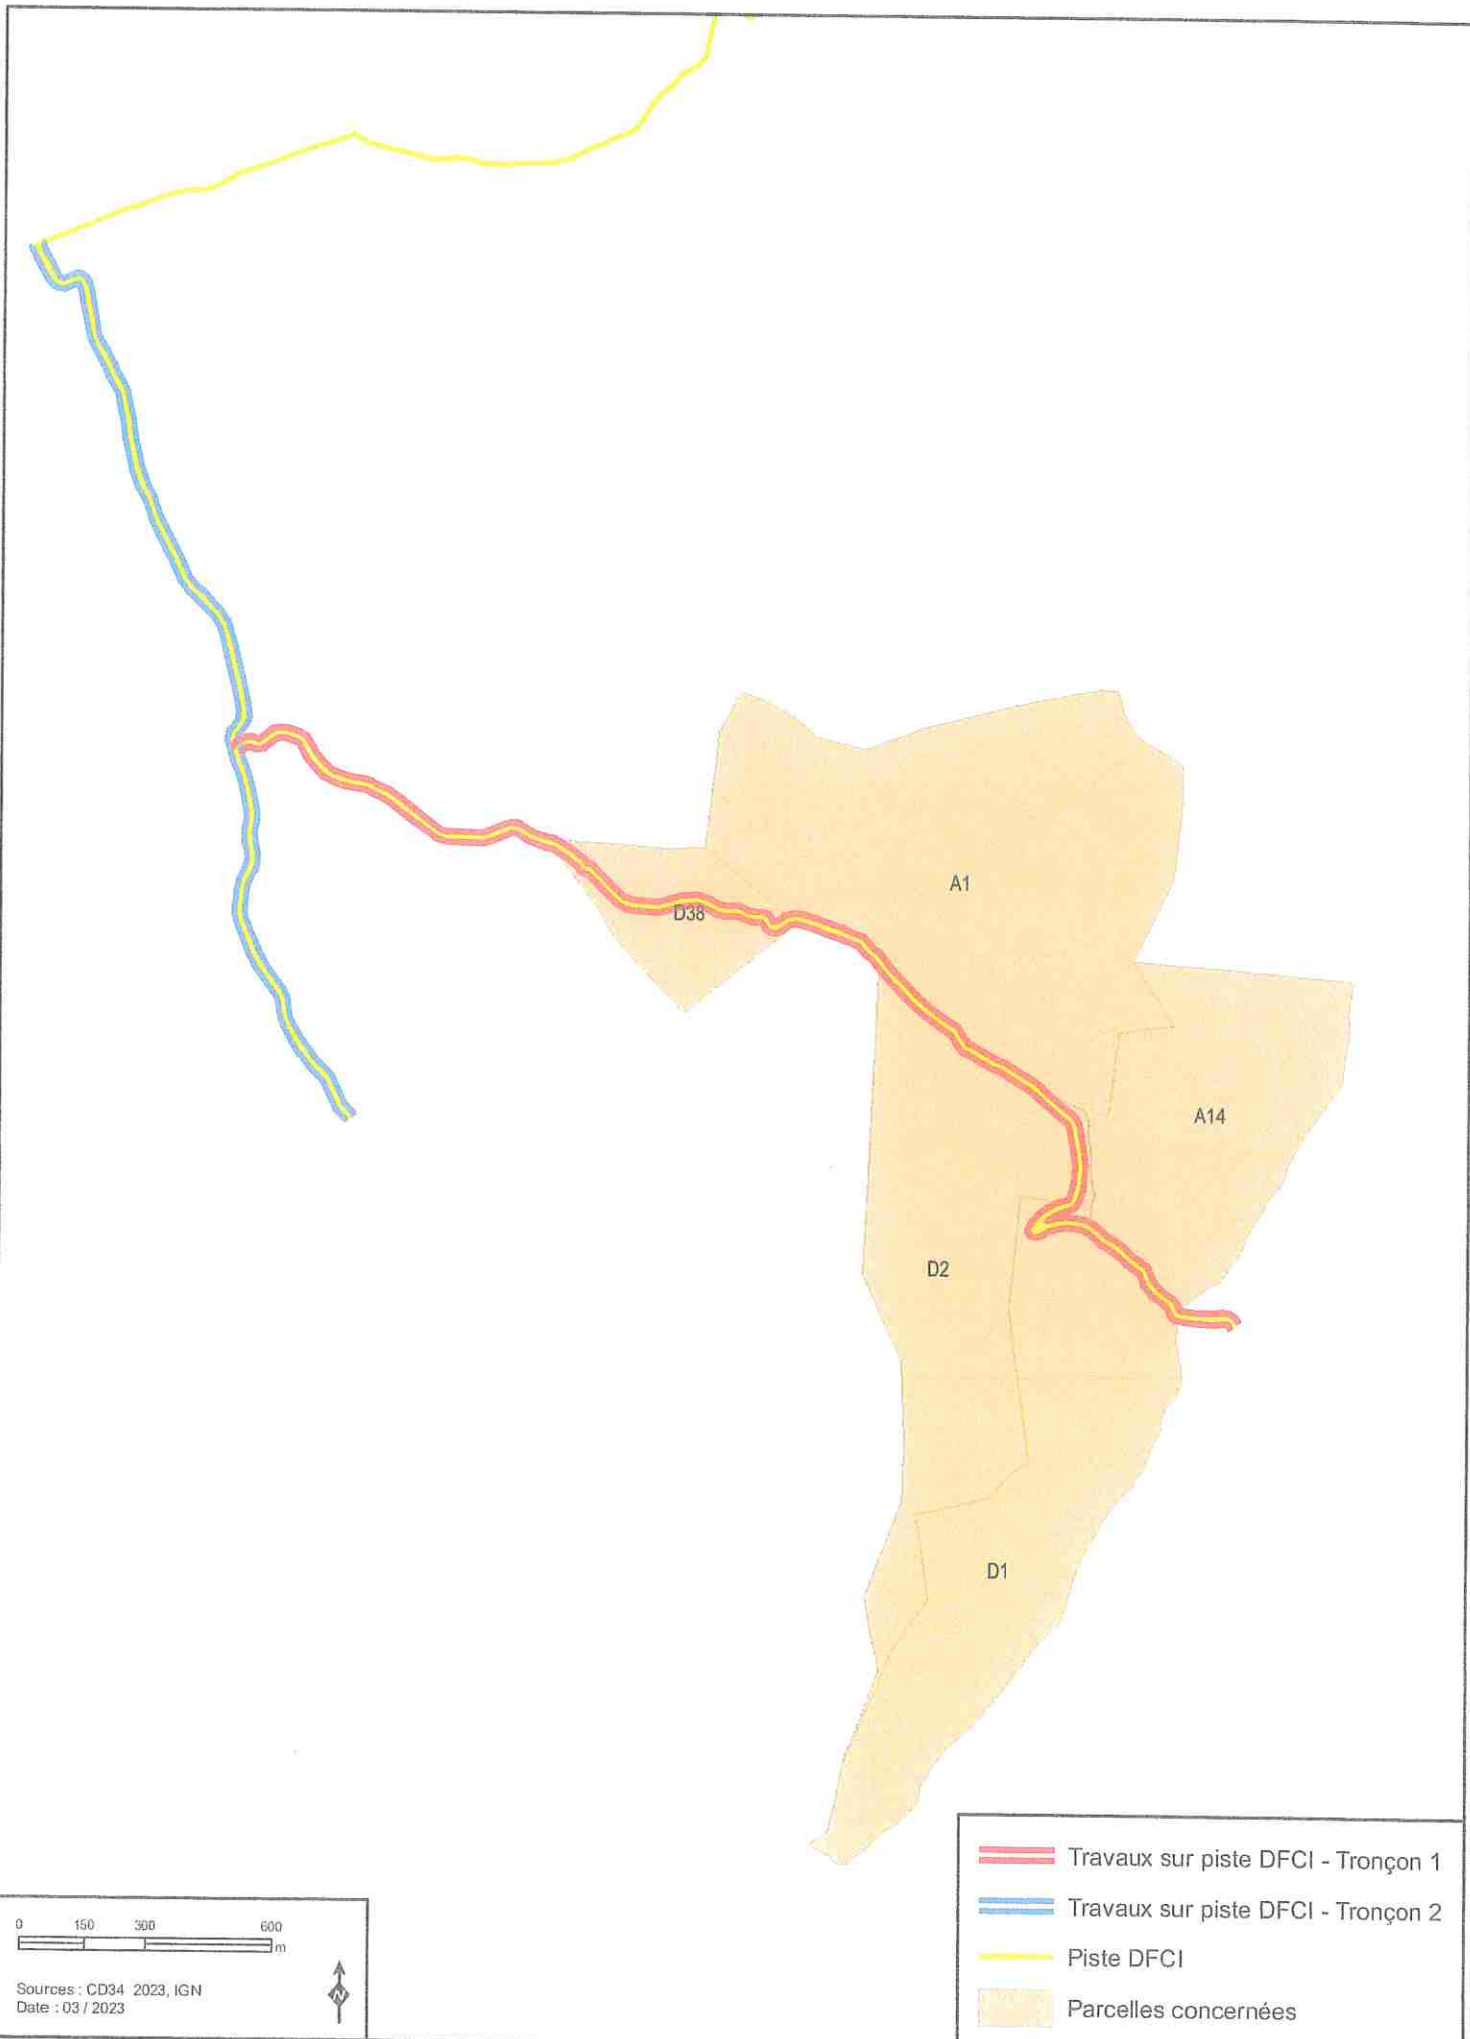 A1
D38
A14
D2
D1
Travaux sur piste DFCI - Tronçon 1
Travaux sur piste DFCI - Tronçon 2
Piste DFCI
Parcelles concernées
0 150 300 600
m
Sources : CD34 2023, IGN
Date : 03 / 2023
N